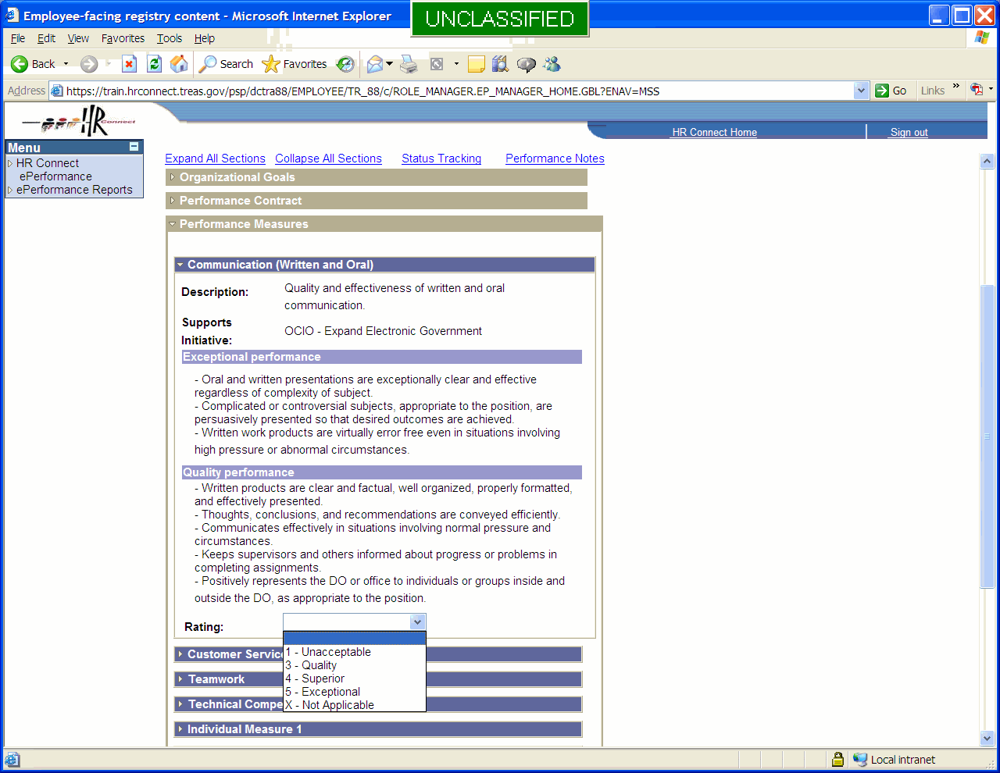 Employee-facing registry content - Microsoft Internet Explorer
UNCLASSIFIED
File Edit View Favorites Tools Help
Back Search Favorites
Address https://train.hrconnect.treas.gov/psp/dctra88/EMPLOYEE/TR_88/c/ROLE_MANAGER.EP_MANAGER_HOME.GBL?ENAV=MSS Go Links »
HR Connect
HR Connect Home Sign out
Menu
HR Connect
ePerformance
ePerformance Reports
Expand All Sections Collapse All Sections Status Tracking Performance Notes
Organizational Goals
Performance Contract
Performance Measures
Communication (Written and Oral)
Description: Quality and effectiveness of written and oral
communication.
Supports
Initiative: OCIO - Expand Electronic Government
Exceptional performance
- Oral and written presentations are exceptionally clear and effective
regardless of complexity of subject.
- Complicated or controversial subjects, appropriate to the position, are
persuasively presented so that desired outcomes are achieved.
- Written work products are virtually error free even in situations involving
high pressure or abnormal circumstances.
Quality performance
- Written products are clear and factual, well organized, properly formatted,
and effectively presented.
- Thoughts, conclusions, and recommendations are conveyed efficiently.
- Communicates effectively in situations involving normal pressure and
circumstances.
- Keeps supervisors and others informed about progress or problems in
completing assignments.
- Positively represents the DO or office to individuals or groups inside and
outside the DO, as appropriate to the position.
Rating:
1 - Unacceptable
3 - Quality
4 - Superior
5 - Exceptional
X - Not Applicable
Customer Service
Teamwork
Technical Compe
Individual Measure 1
Local intranet